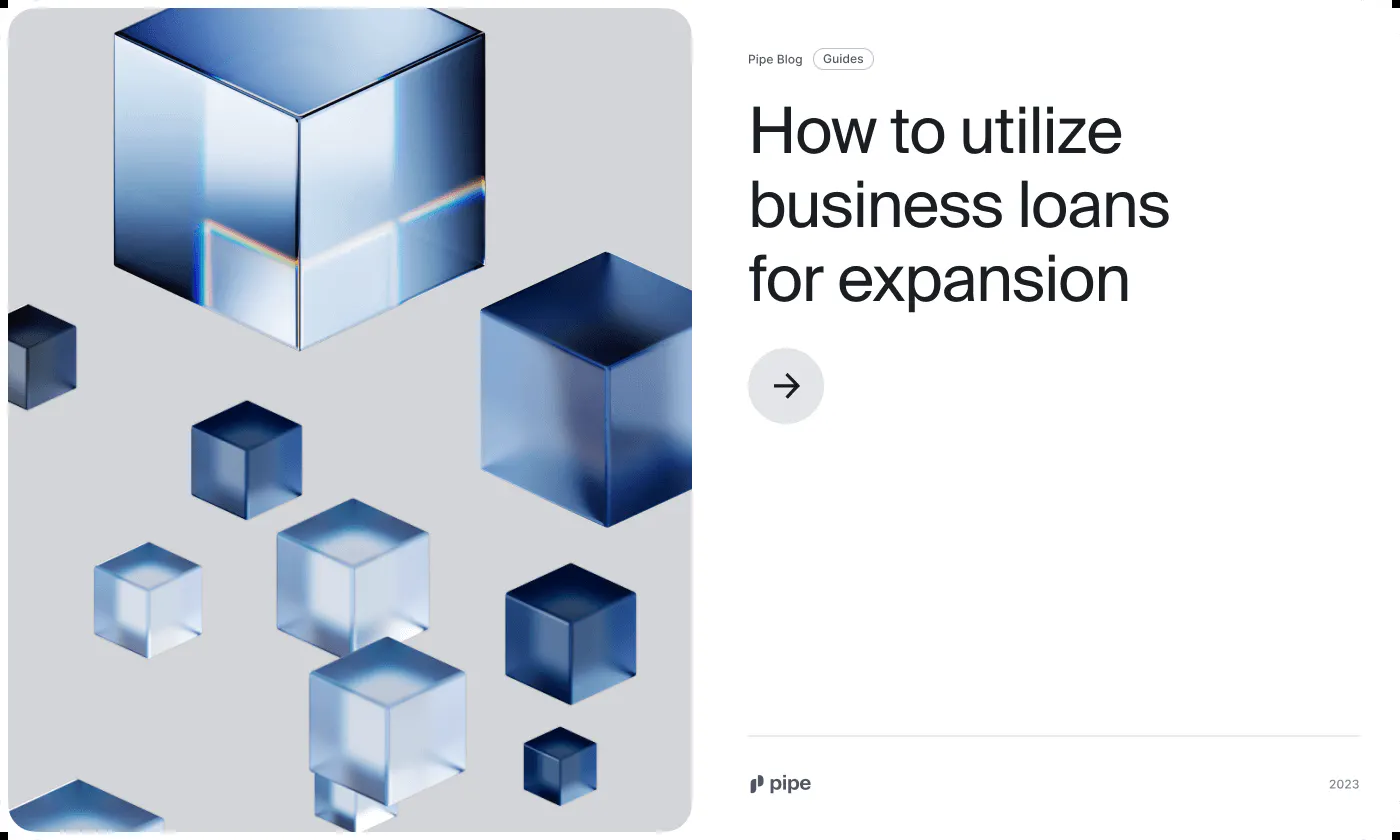 Pipe Blog Guides
How to utilize
business loans
for expansion
pipe 2023